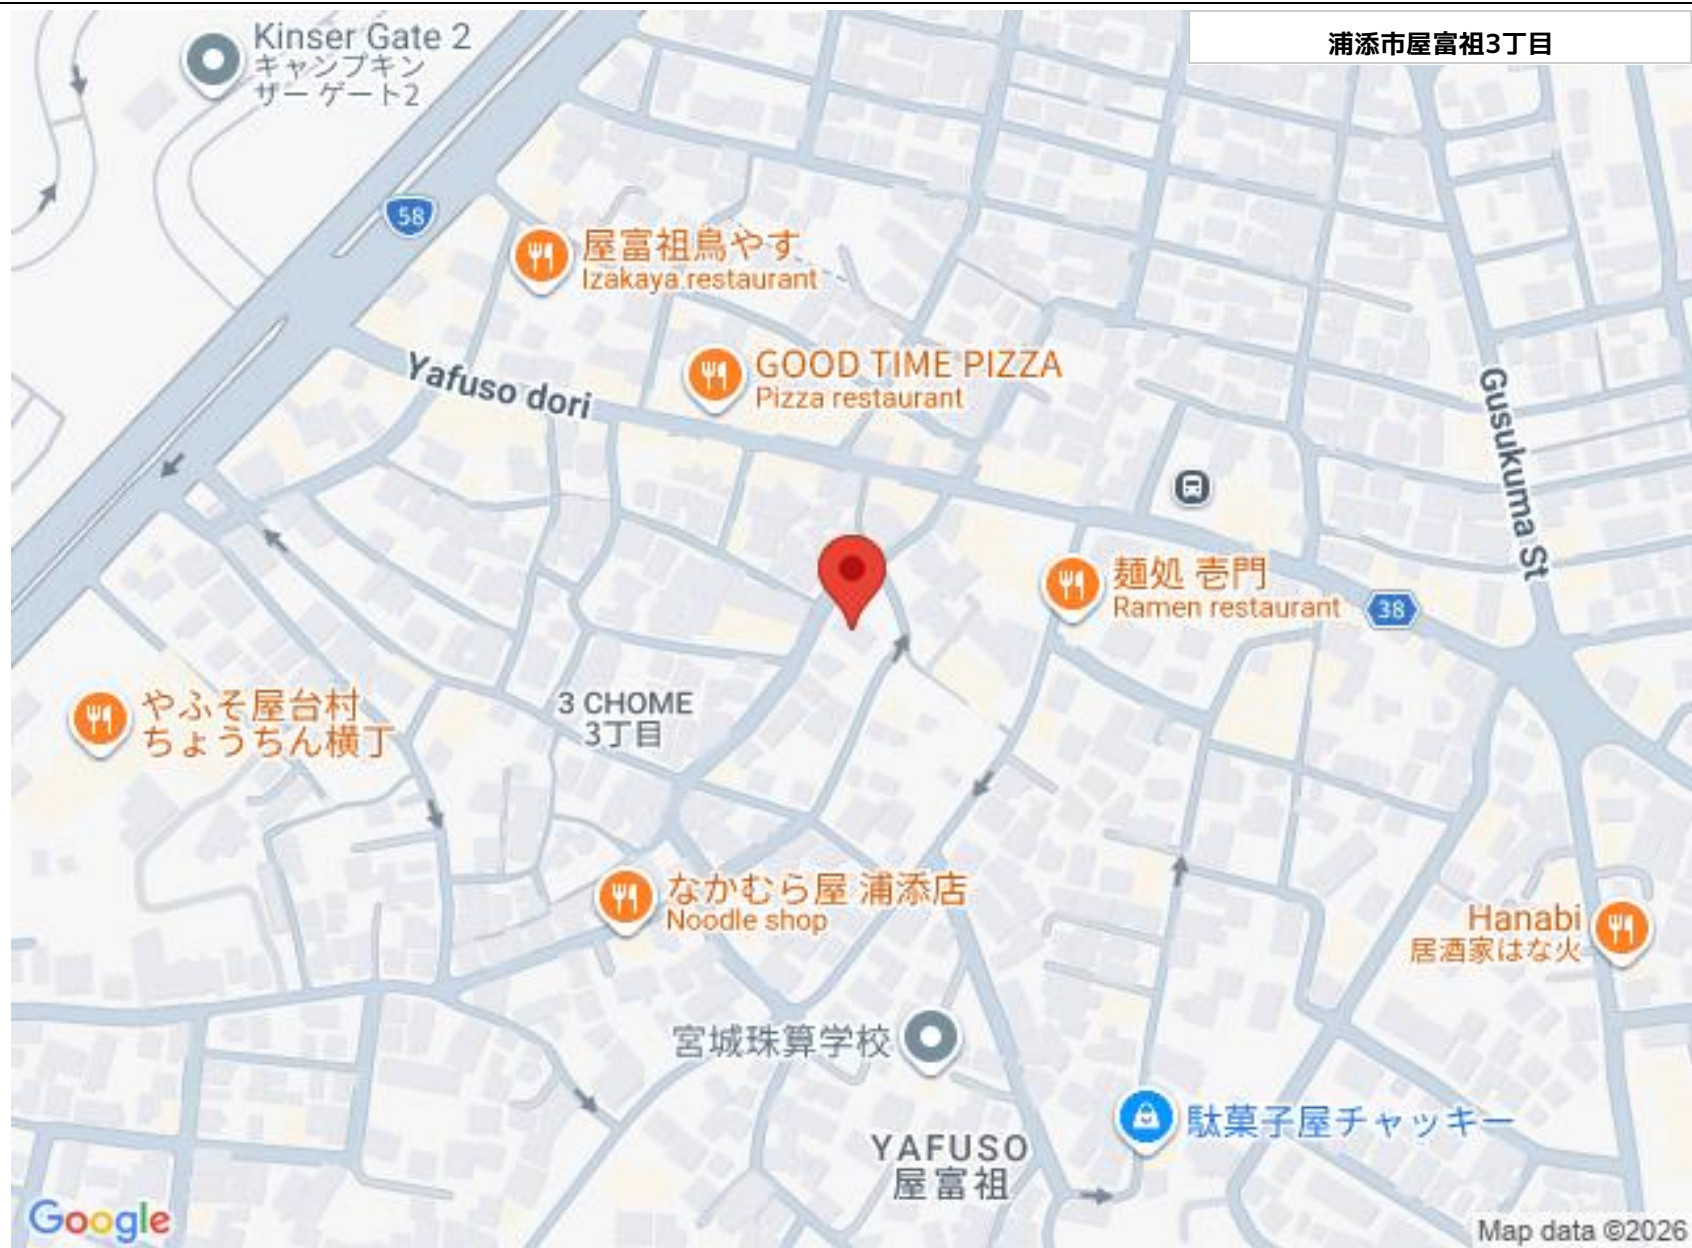 浦添市屋富祖3丁目
Kinser Gate 2
キャンプキン
ザー ゲート2
58
屋富祖鳥やす
Izakaya restaurant
GOOD TIME PIZZA
Pizza restaurant
Yafuso dori
Gusukuma St
麺処 壱門
Ramen restaurant
38
3 CHOME
3丁目
やふそ屋台村
ちょうちん横丁
なかむら屋 浦添店
Noodle shop
Hanabi
居酒家はな火
宮城珠算学校
駄菓子屋チャッキー
YAFUSO
屋富祖
Google
Map data ©2026